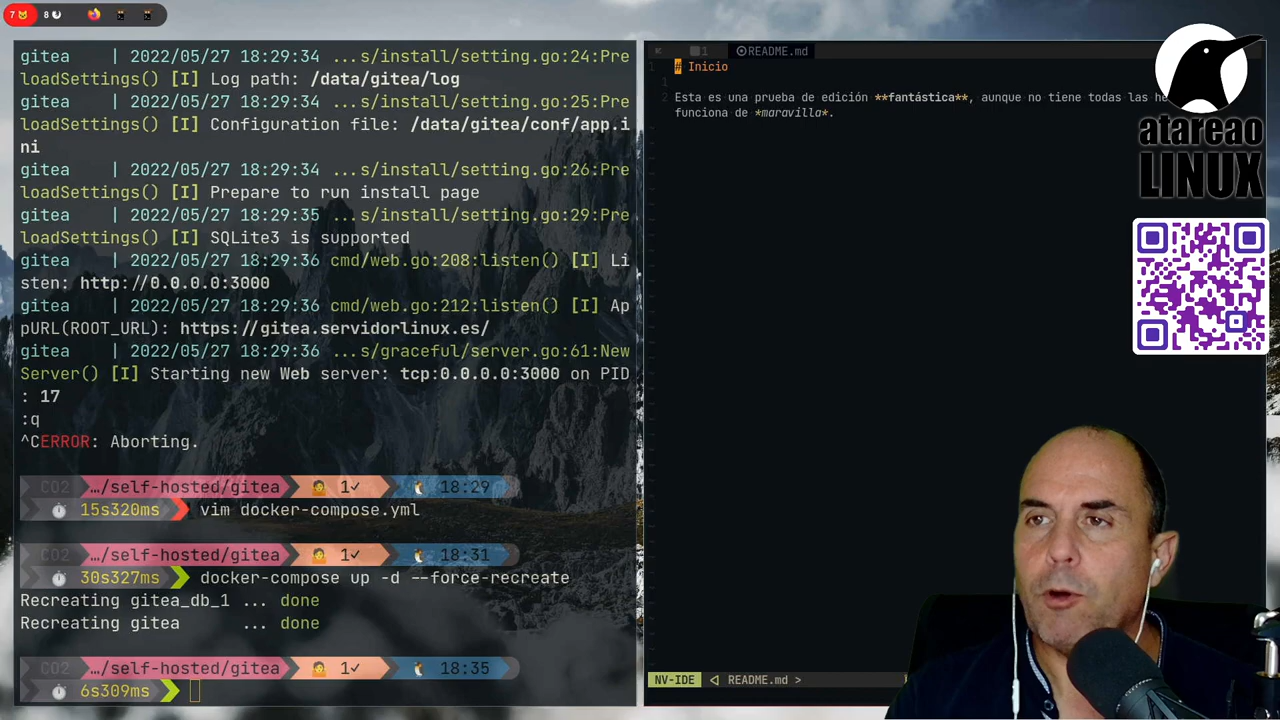 7 8
gitea | 2022/05/27 18:29:34 ...s/install/setting.go:24:Pre
loadSettings() [I] Log path: /data/gitea/log
gitea | 2022/05/27 18:29:34 ...s/install/setting.go:25:Pre
loadSettings() [I] Configuration file: /data/gitea/conf/app.i
ni
gitea | 2022/05/27 18:29:34 ...s/install/setting.go:26:Pre
loadSettings() [I] Prepare to run install page
gitea | 2022/05/27 18:29:35 ...s/install/setting.go:29:Pre
loadSettings() [I] SQLite3 is supported
gitea | 2022/05/27 18:29:36 cmd/web.go:208:listen() [I] Li
sten: http://0.0.0.0:3000
gitea | 2022/05/27 18:29:36 cmd/web.go:212:listen() [I] Ap
pURL(ROOT_URL): https://gitea.servidorlinux.es/
gitea | 2022/05/27 18:29:36 ...s/graceful/server.go:61:New
Server() [I] Starting new Web server: tcp:0.0.0.0:3000 on PID
: 17
:q
^CERROR: Aborting.
CO2 …/self-hosted/gitea 1✓ 18:29
15s320ms vim docker-compose.yml
CO2 …/self-hosted/gitea 1✓ 18:31
30s327ms docker-compose up -d --force-recreate
Recreating gitea_db_1 ... done
Recreating gitea ... done
CO2 …/self-hosted/gitea 1✓ 18:35
6s309ms
1 README.md
1 # Inicio
1
2 Esta es una prueba de edición **fantástica**, aunque no tiene todas las he
funciona de *maravilla*.
NV-IDE README.md >
atareao
LINUX